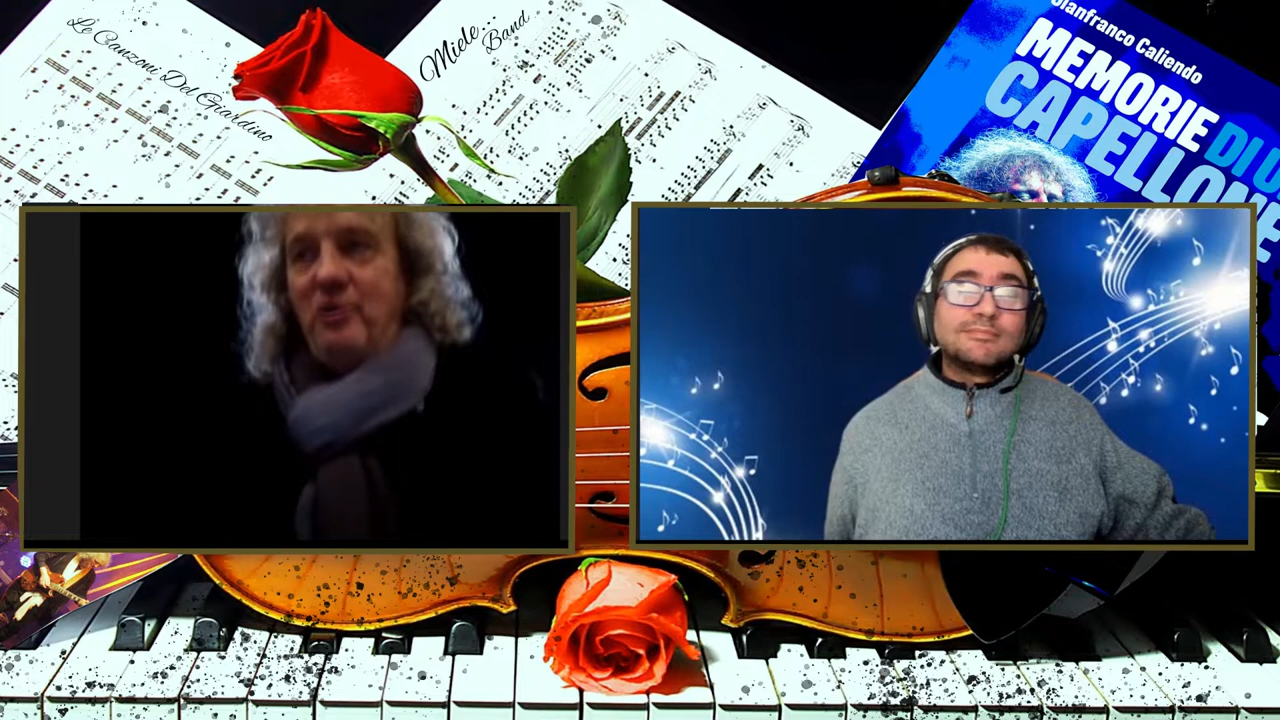 Le Canzoni Del Giardino
Miele...
Band
Gianfranco Caliendo
MEMORIE DI U
CAPELLONE